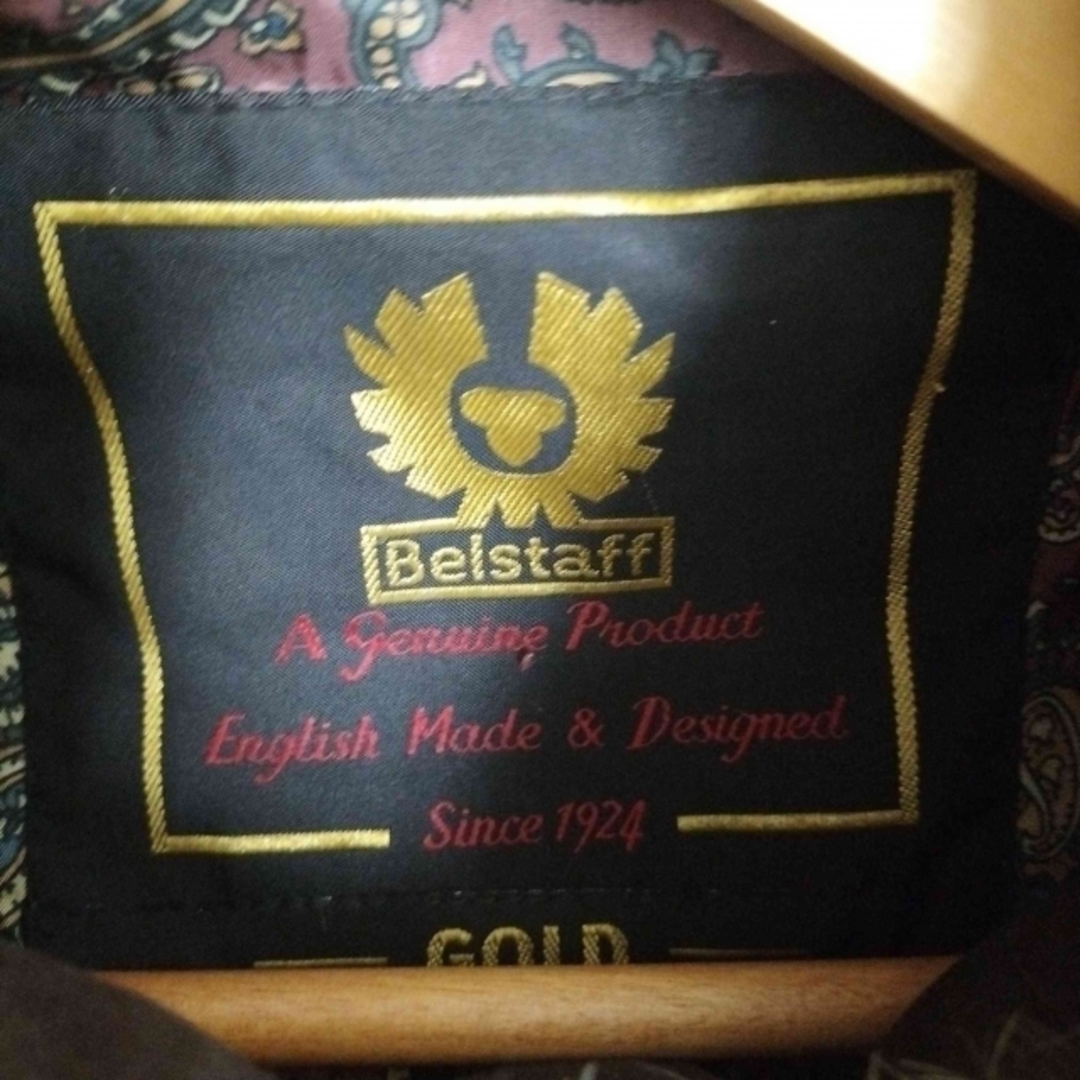 Belstaff
A Genuine Product
English Made & Designed
Since 1924
GOLD